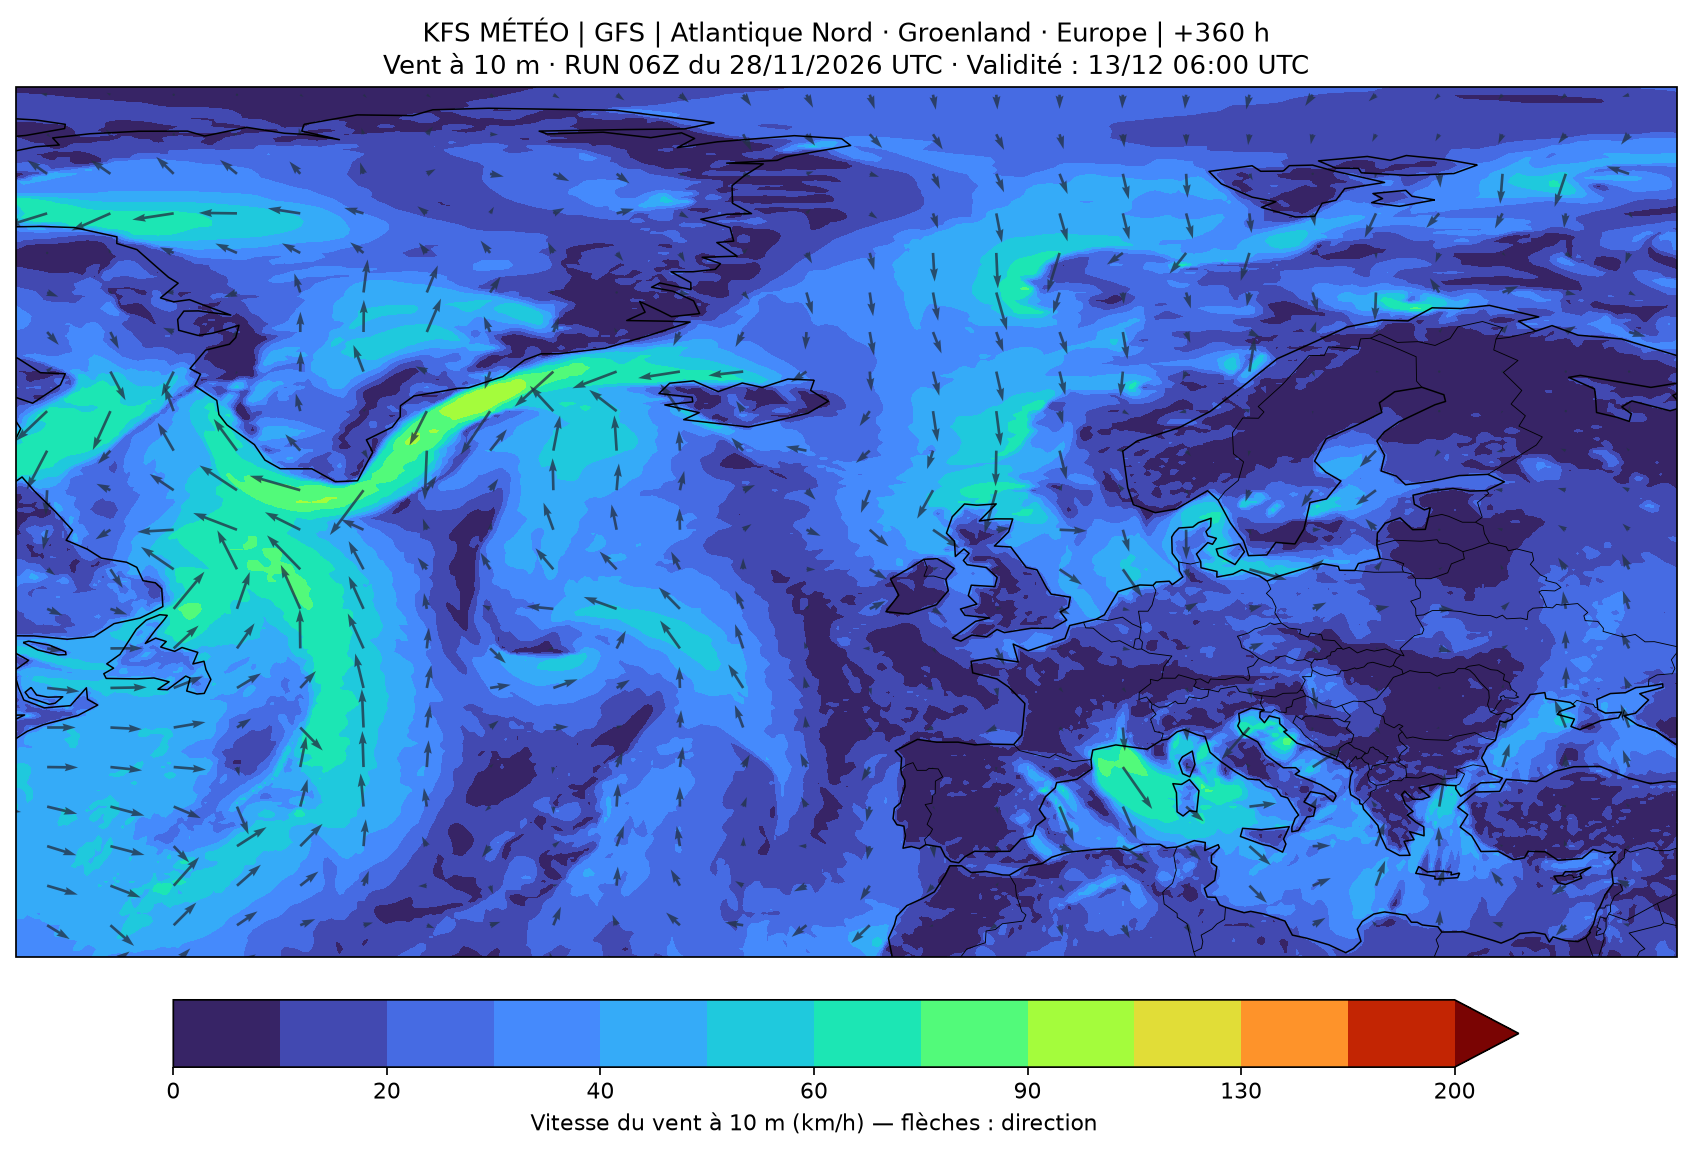 KFS MÉTÉO | GFS | Atlantique Nord · Groenland · Europe | +360 h
Vent à 10 m · RUN 06Z du 28/11/2026 UTC · Validité : 13/12 06:00 UTC
0 20 40 60 90 130 200
Vitesse du vent à 10 m (km/h) — flèches : direction